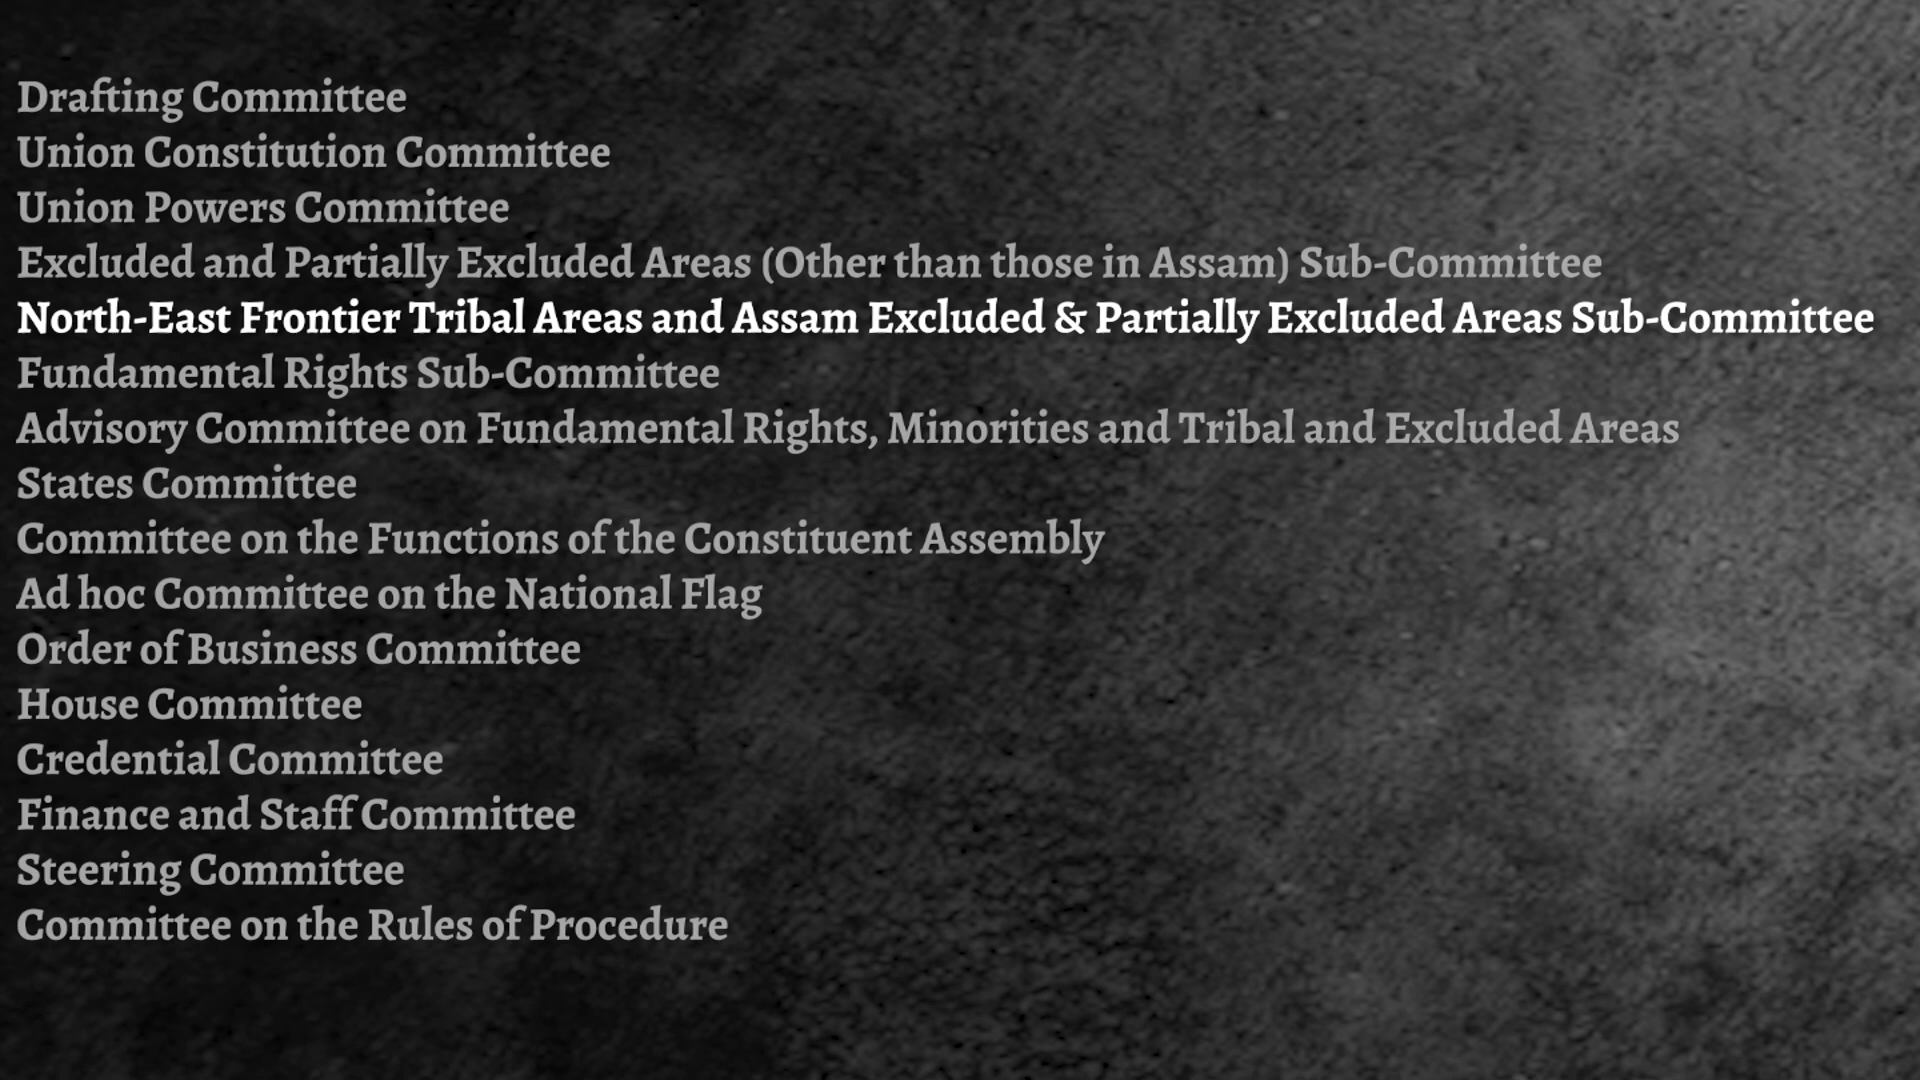 Drafting Committee
Union Constitution Committee
Union Powers Committee
Excluded and Partially Excluded Areas (Other than those in Assam) Sub-Committee
North-East Frontier Tribal Areas and Assam Excluded & Partially Excluded Areas Sub-Committee
Fundamental Rights Sub-Committee
Advisory Committee on Fundamental Rights, Minorities and Tribal and Excluded Areas
States Committee
Committee on the Functions of the Constituent Assembly
Ad hoc Committee on the National Flag
Order of Business Committee
House Committee
Credential Committee
Finance and Staff Committee
Steering Committee
Committee on the Rules of Procedure